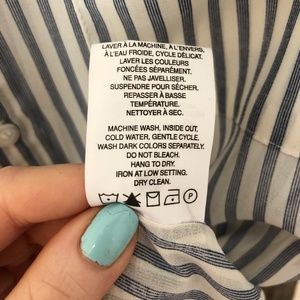 LAVER À LA MACHINE, À L'ENVERS,
À L'EAU FROIDE, CYCLE DÉLICAT.
LAVER LES COULEURS
FONCÉES SÉPARÉMENT.
NE PAS JAVELLISER.
SUSPENDRE POUR SÉCHER.
REPASSER À BASSE
TEMPÉRATURE.
NETTOYER À SEC.
MACHINE WASH, INSIDE OUT,
COLD WATER, GENTLE CYCLE.
WASH DARK COLORS SEPARATELY.
DO NOT BLEACH.
HANG TO DRY.
IRON AT LOW SETTING.
DRY CLEAN.
P